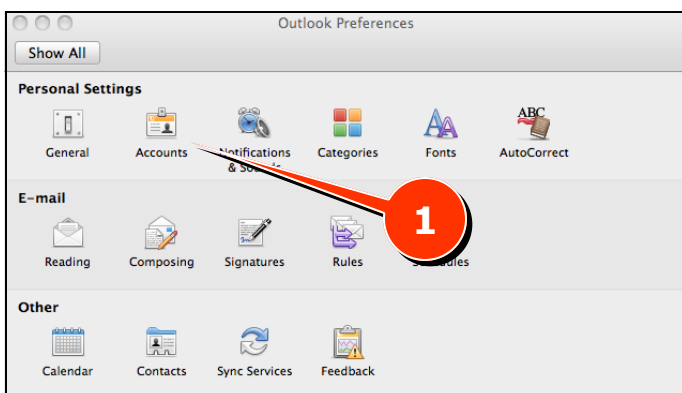 Outlook Preferences
Show All
Personal Settings
General Accounts Notifications Categories Fonts AutoCorrect
& Sounds
ABC
E-mail
1
Reading Composing Signatures Rules Schedules
Other
Calendar Contacts Sync Services Feedback